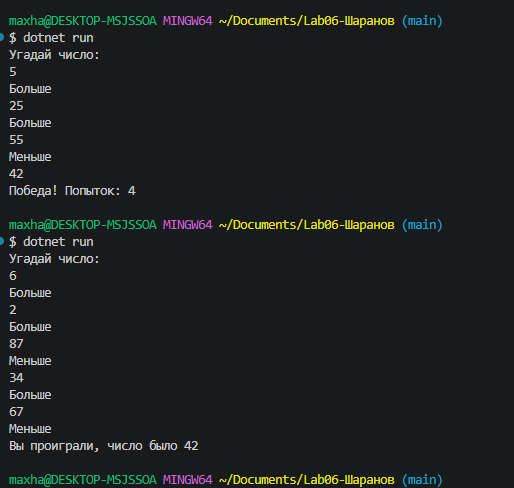 maxha@DESKTOP-MSJSSOA MINGW64 ~/Documents/Lab06-Шаранов (main)
$ dotnet run
Угадай число:
5
Больше
25
Больше
55
Меньше
42
Победа! Попыток: 4
maxha@DESKTOP-MSJSSOA MINGW64 ~/Documents/Lab06-Шаранов (main)
$ dotnet run
Угадай число:
6
Больше
2
Больше
87
Меньше
34
Больше
67
Меньше
Вы проиграли, число было 42
maxha@DESKTOP-MSJSSOA MINGW64 ~/Documents/Lab06-Шаранов (main)